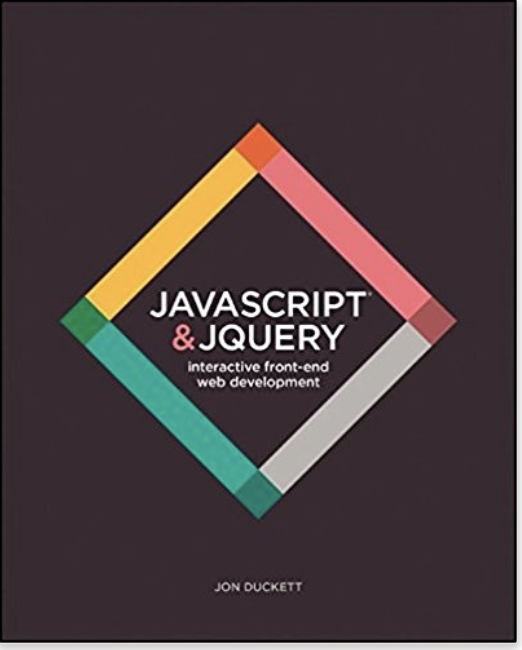 JAVASCRIPT®
& JQUERY
interactive front-end
web development
JON DUCKETT